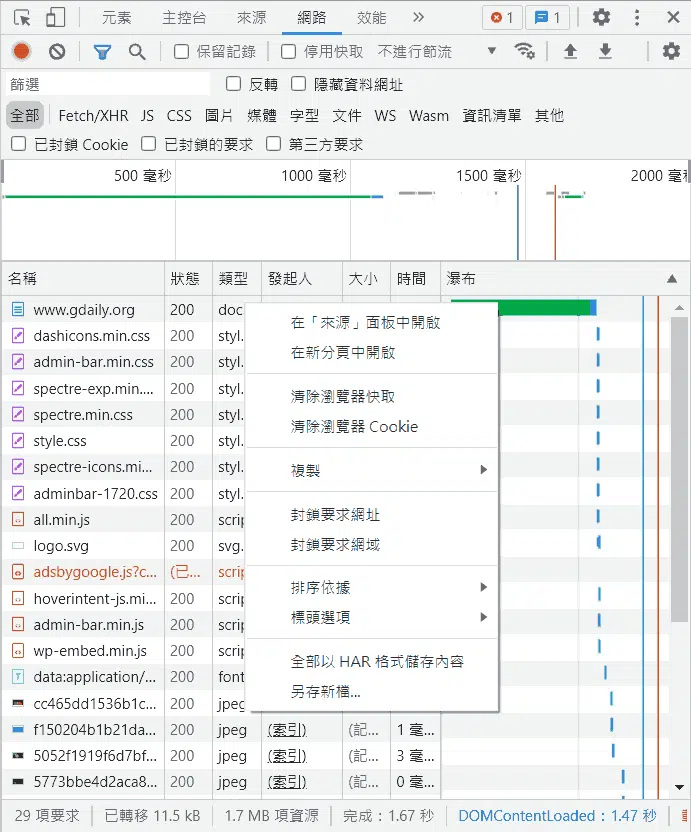 元素 主控台 來源 網路 效能 1 1
保留記錄 停用快取 不進行節流
篩選 反轉 隱藏資料網址
全部 Fetch/XHR JS CSS 圖片 媒體 字型 文件 WS Wasm 資訊清單 其他
已封鎖 Cookie 已封鎖的要求 第三方要求
500 毫秒 1000 毫秒 1500 毫秒 2000 毫秒
名稱 狀態 類型 發起人 大小 時間 瀑布
www.gdaily.org 200 doc
dashicons.min.css 200 styl.
admin-bar.min.css 200 styl.
spectre-exp.min.... 200 styl.
spectre.min.css 200 styl.
style.css 200 styl.
spectre-icons.mi... 200 styl.
adminbar-1720.css 200 styl.
all.min.js 200 scrip
logo.svg 200 svg.
adsbygoogle.js?c... (已... scrip
hoverintent-js.mi... 200 scrip
admin-bar.min.js 200 scrip
wp-embed.min.js 200 scrip
data:application/... 200 font
cc465dd1536b1c... 200 jpeg
f150204b1b21da... 200 jpeg (索引) (記... 1 毫...
5052f1919f6d7bf... 200 jpeg (索引) (記... 3 毫...
5773bbe4d2aca8... 200 jpeg (索引) (記... 0 毫...
在「來源」面板中開啟
在新分頁中開啟
清除瀏覽器快取
清除瀏覽器 Cookie
複製
封鎖要求網址
封鎖要求網域
排序依據
標頭選項
全部以 HAR 格式儲存內容
另存新檔...
29 項要求 已轉移 11.5 kB 1.7 MB 項資源 完成：1.67 秒 DOMContentLoaded：1.47 秒